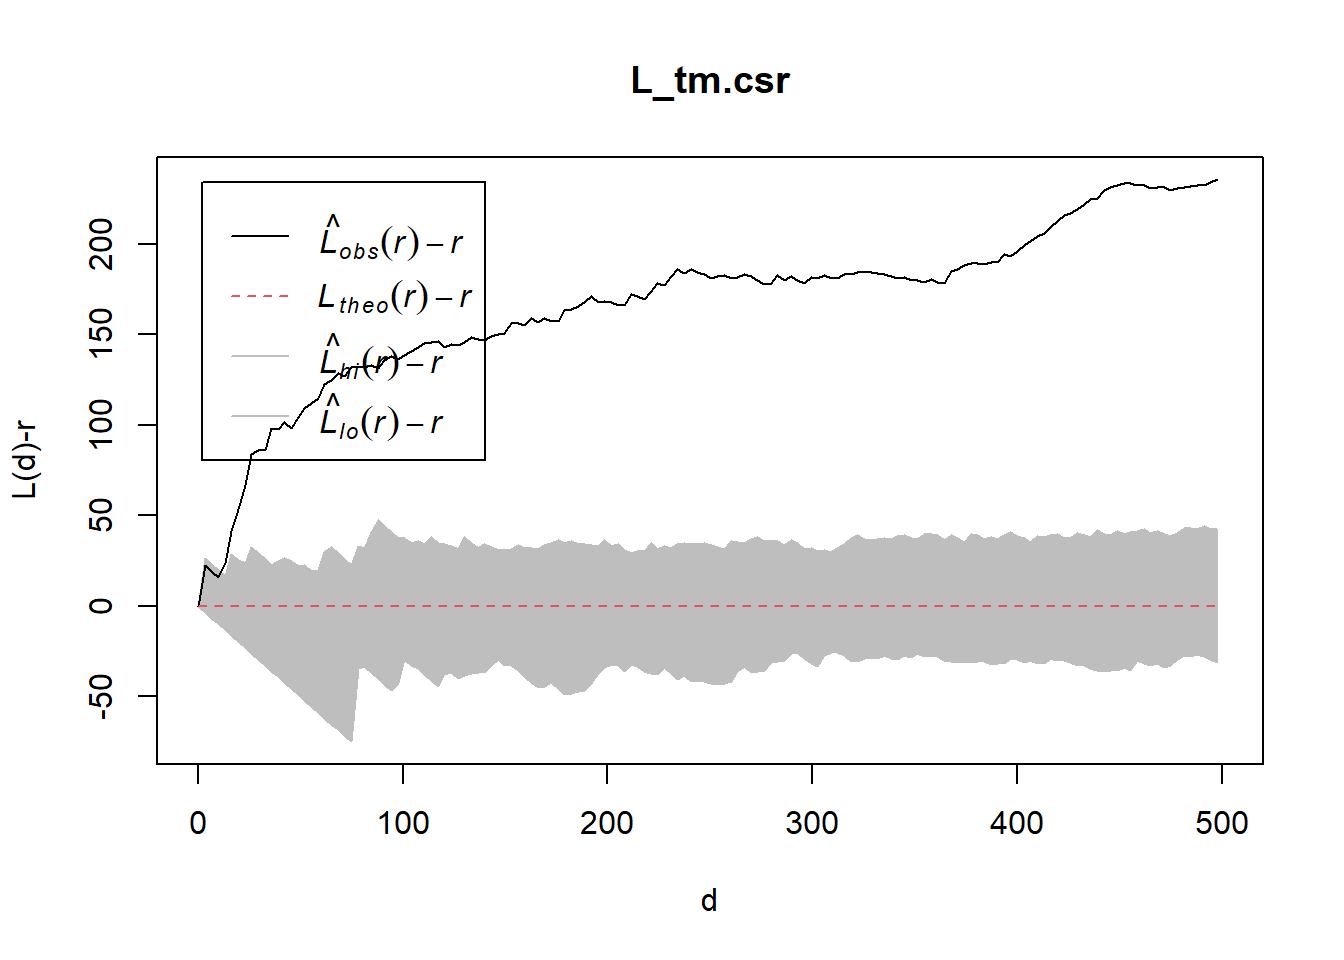 L_tm.csr
L̂obs(r) − r
Ltheo(r) − r
L̂hi(r) − r
L̂lo(r) − r
L(d)-r
200
150
100
50
0
-50
0 100 200 300 400 500
d